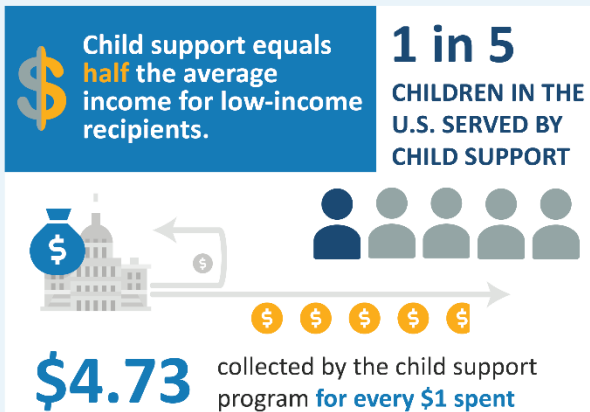 Child support equals
half the average
income for low-income
recipients.
1 in 5
CHILDREN IN THE
U.S. SERVED BY
CHILD SUPPORT
$4.73
collected by the child support
program for every $1 spent